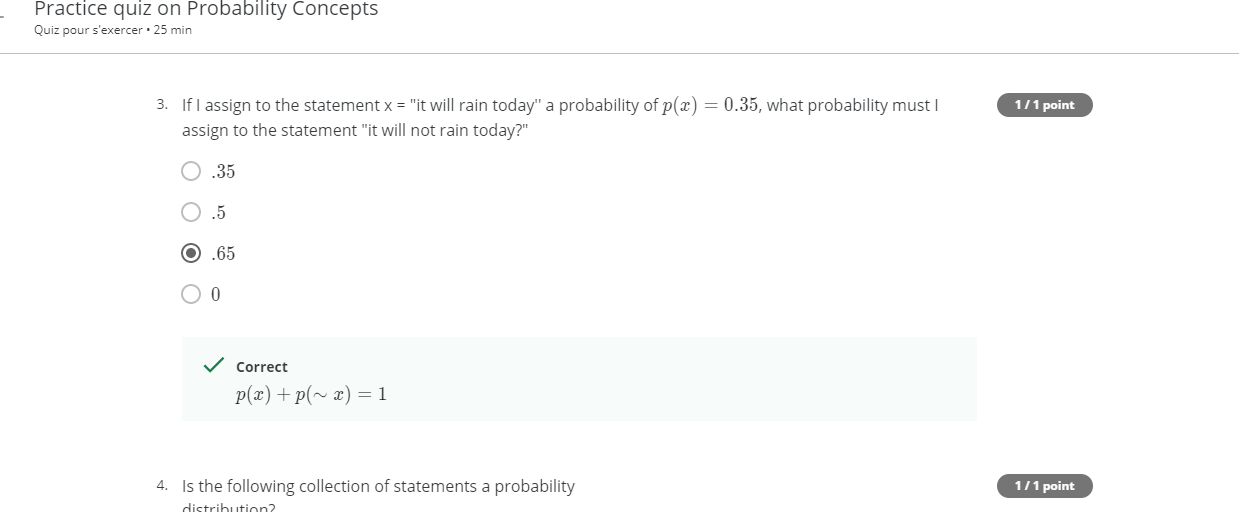 Practice quiz on Probability Concepts
Quiz pour s'exercer • 25 min
3. If I assign to the statement x = "it will rain today" a probability of p(x) = 0.35, what probability must I
assign to the statement "it will not rain today?"
1 / 1 point
.35
.5
.65
0
Correct
p(x) + p(∼ x) = 1
4. Is the following collection of statements a probability
distribution?
1 / 1 point